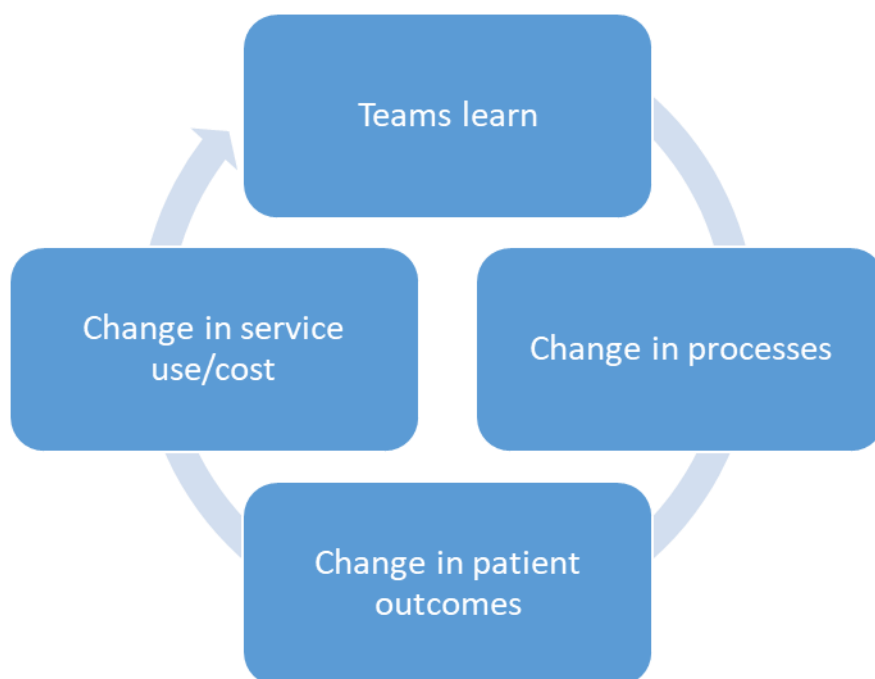 Teams learn
Change in processes
Change in patient
outcomes
Change in service
use/cost